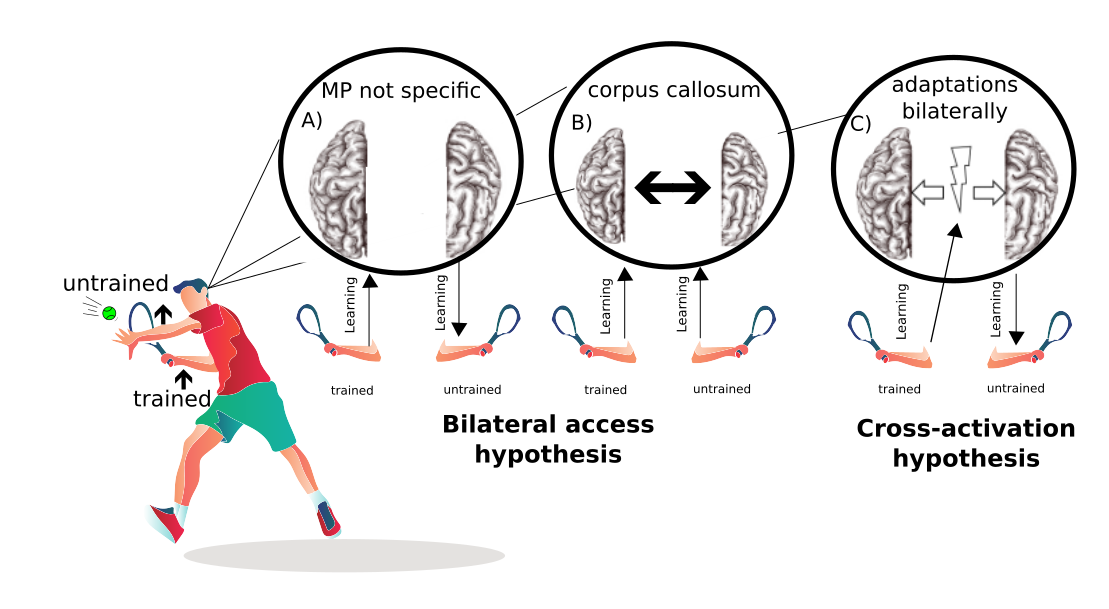 MP not specific
A)
corpus callosum
B)
adaptations
bilaterally
C)
untrained
trained
Learning
Learning
trained
untrained
Learning
Learning
trained
untrained
Learning
Learning
trained
untrained
Bilateral access
hypothesis
Cross-activation
hypothesis